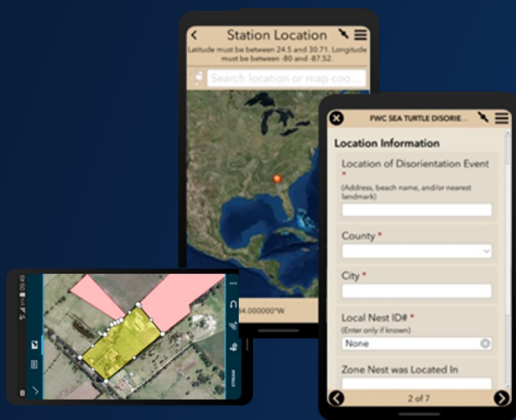 Station Location
Latitude must be between 24.5 and 30.71. Longitude
must be between -80 and -87.52.
Search location or map coo...
4.000000°W
FWC SEA TURTLE DISORIE...
Location Information
Location of Disorientation Event
*
(Address, beach name, and/or nearest
landmark)
County *
City *
Local Nest ID# *
(Enter only if known)
None
Zone Nest was Located In
2 of 7
STREAM